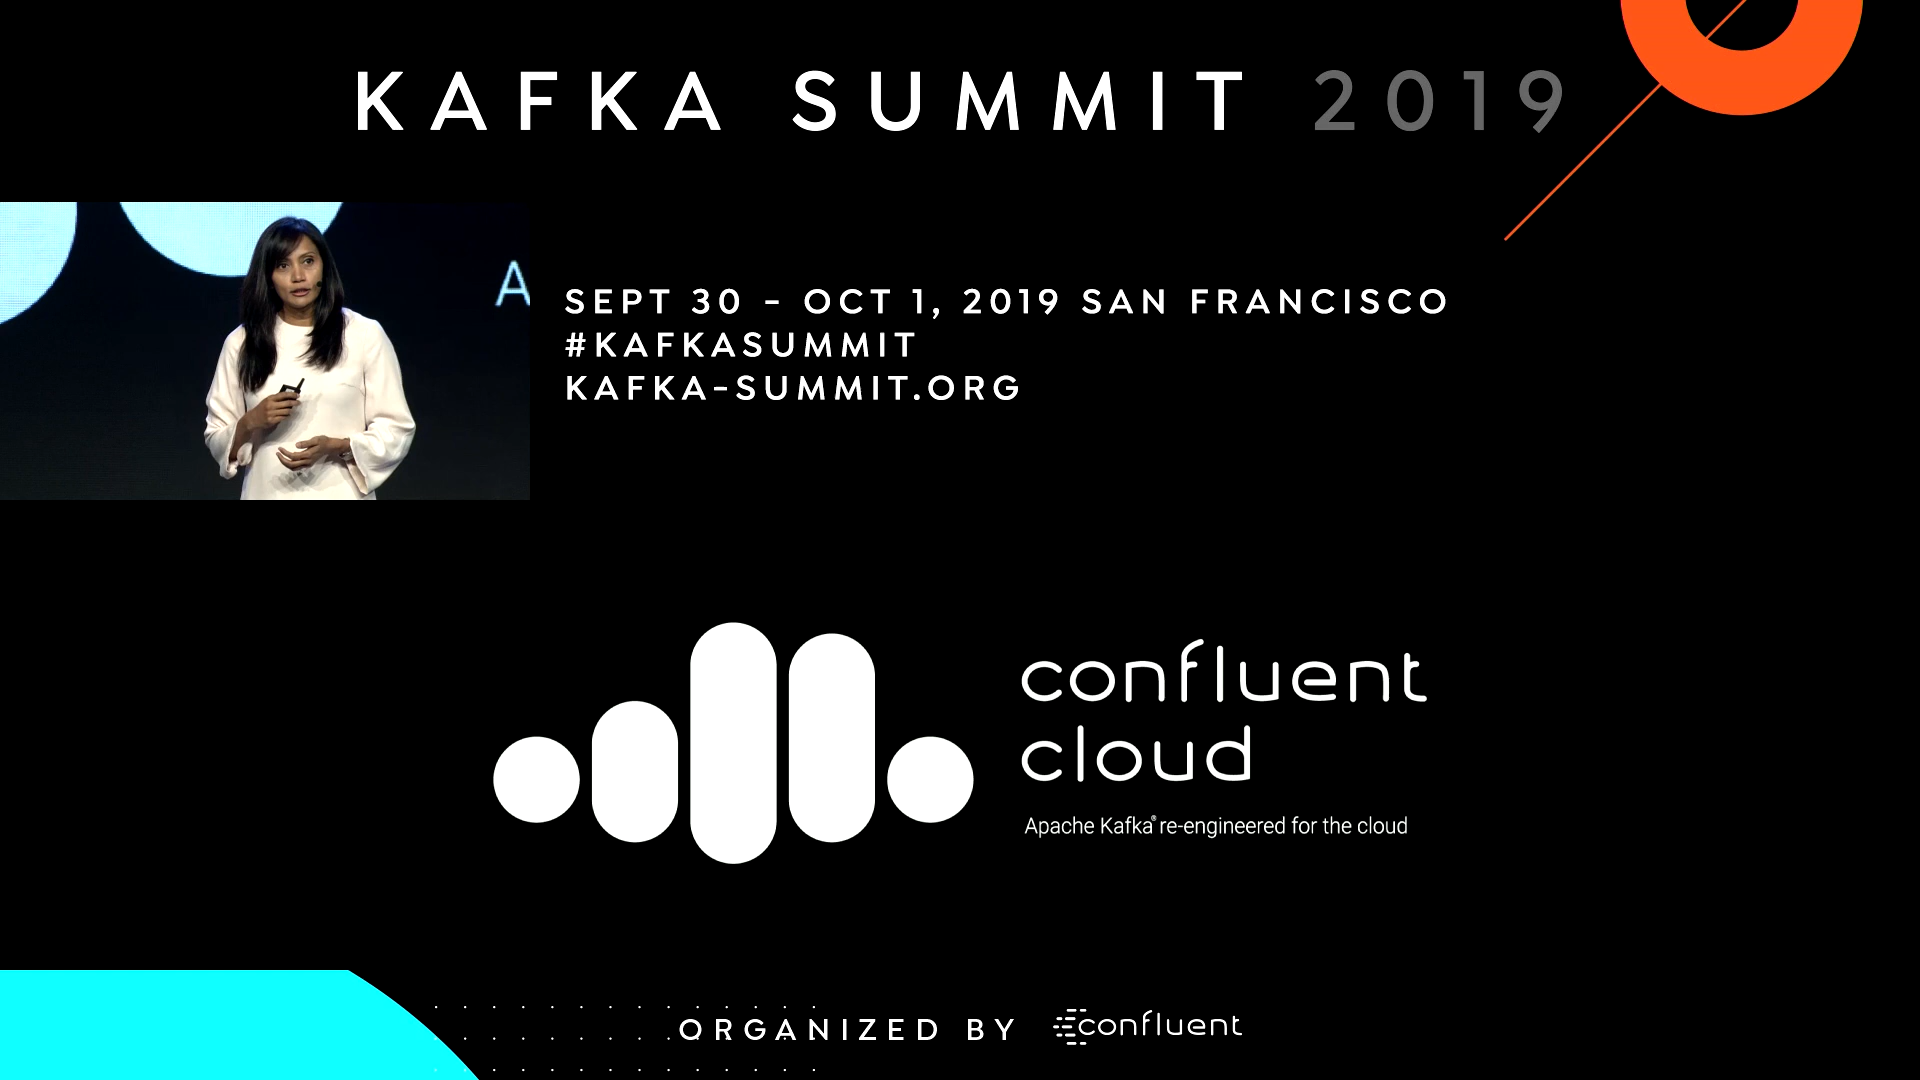 KAFKA SUMMIT 2019
A
SEPT 30 - OCT 1, 2019 SAN FRANCISCO
#KAFKASUMMIT
KAFKA-SUMMIT.ORG
confluent
cloud
Apache Kafka® re-engineered for the cloud
ORGANIZED BY confluent